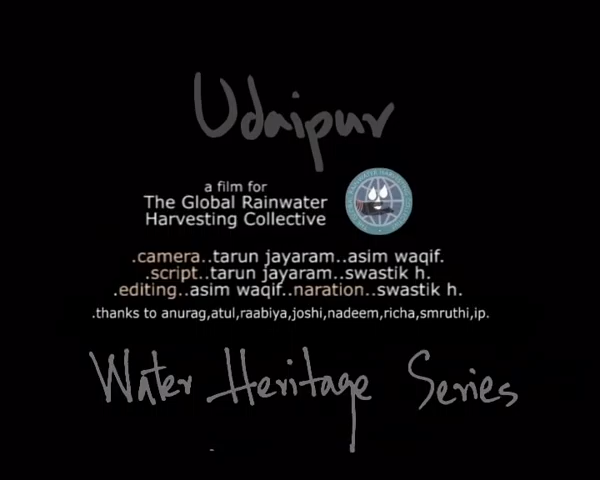 Udaipur
a film for
The Global Rainwater
Harvesting Collective
.camera..tarun jayaram..asim waqif.
.script..tarun jayaram..swastik h.
.editing..asim waqif..naration..swastik h.
.thanks to anurag,atul,raabiya,joshi,nadeem,richa,smruthi,ip.
Water Heritage Series